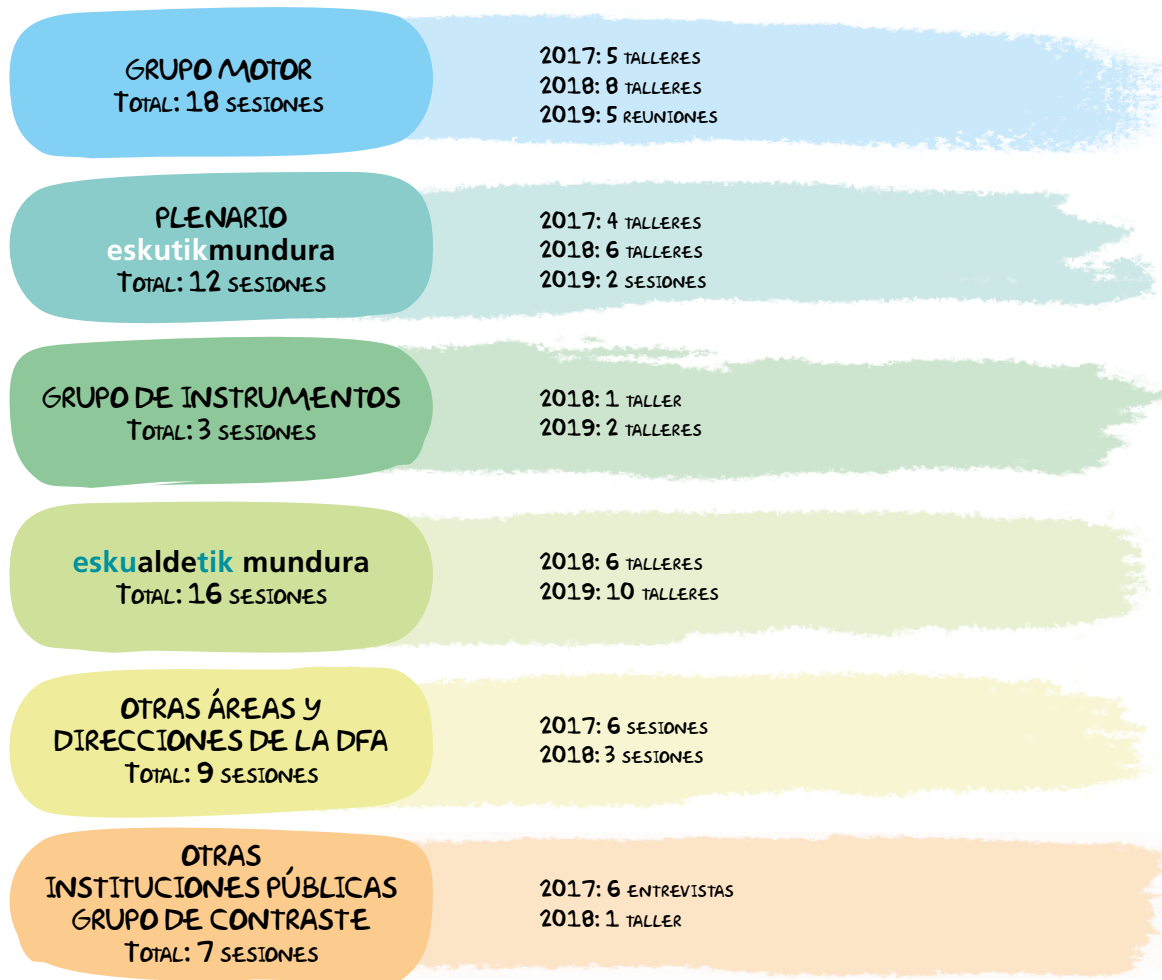 GRUPO MOTOR
TOTAL: 18 SESIONES
2017: 5 TALLERES
2018: 8 TALLERES
2019: 5 REUNIONES
PLENARIO
eskutikmundura
TOTAL: 12 SESIONES
2017: 4 TALLERES
2018: 6 TALLERES
2019: 2 SESIONES
GRUPO DE INSTRUMENTOS
TOTAL: 3 SESIONES
2018: 1 TALLER
2019: 2 TALLERES
eskualdetik mundura
TOTAL: 16 SESIONES
2018: 6 TALLERES
2019: 10 TALLERES
OTRAS ÁREAS Y
DIRECCIONES DE LA DFA
TOTAL: 9 SESIONES
2017: 6 SESIONES
2018: 3 SESIONES
OTRAS
INSTITUCIONES PÚBLICAS
GRUPO DE CONTRASTE
TOTAL: 7 SESIONES
2017: 6 ENTREVISTAS
2018: 1 TALLER